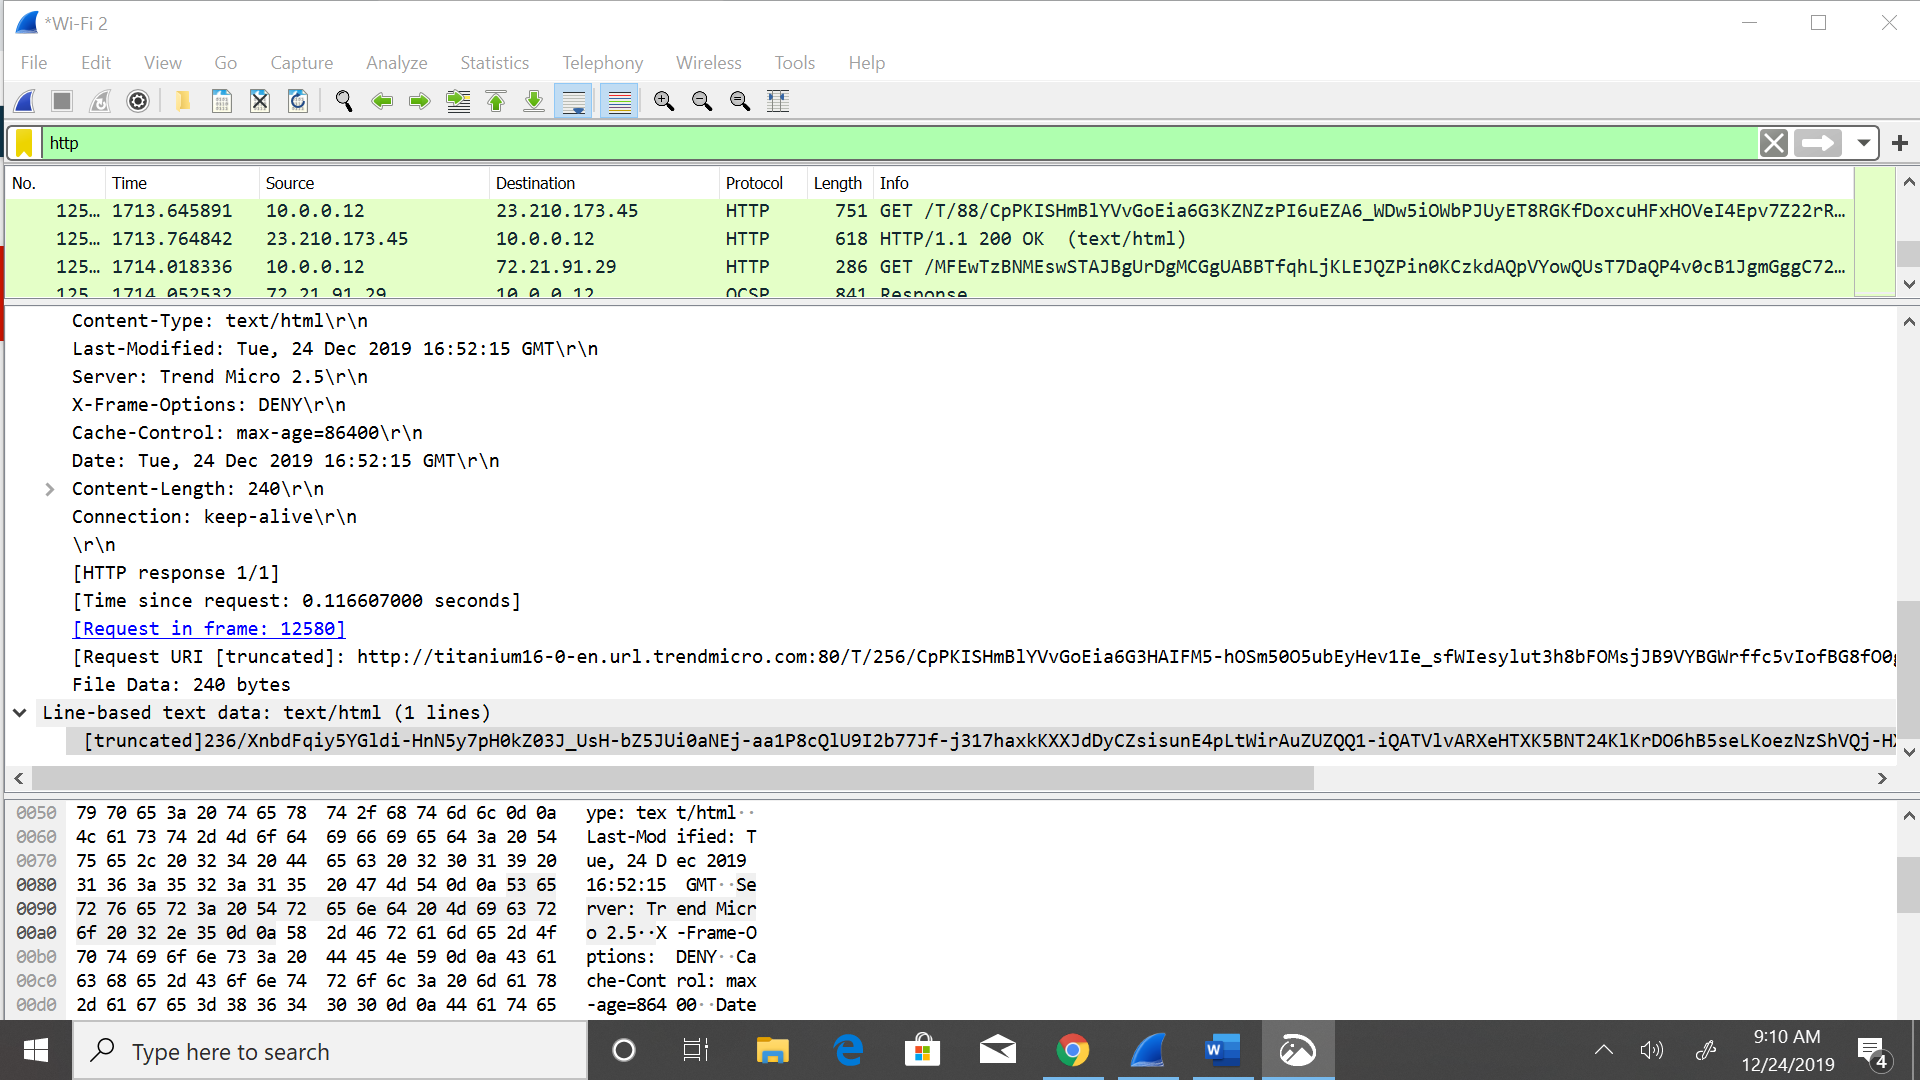 *Wi-Fi 2
File Edit View Go Capture Analyze Statistics Telephony Wireless Tools Help
http
No. Time Source Destination Protocol Length Info
125… 1713.645891 10.0.0.12 23.210.173.45 HTTP 751 GET /T/88/CpPKISHmBlYVvGoEia6G3KZNZzPI6uEZA6_WDw5iOWbPJUyET8RGKfDoxcuHFxHOVeI4Epv7Z22rR…
125… 1713.764842 23.210.173.45 10.0.0.12 HTTP 618 HTTP/1.1 200 OK (text/html)
125… 1714.018336 10.0.0.12 72.21.91.29 HTTP 286 GET /MFEwTzBNMEswSTAJBgUrDgMCGgUABBTfqhLjKLEJQZPin0KCzkdAQpVYowQUsT7DaQP4v0cB1JgmGggC72…
125 1714.052532 72.21.91.29 10.0.0.12 OCSP 841 Response
Content-Type: text/html\r\n
Last-Modified: Tue, 24 Dec 2019 16:52:15 GMT\r\n
Server: Trend Micro 2.5\r\n
X-Frame-Options: DENY\r\n
Cache-Control: max-age=86400\r\n
Date: Tue, 24 Dec 2019 16:52:15 GMT\r\n
Content-Length: 240\r\n
Connection: keep-alive\r\n
\r\n
[HTTP response 1/1]
[Time since request: 0.116607000 seconds]
[Request in frame: 12580]
[Request URI [truncated]: http://titanium16-0-en.url.trendmicro.com:80/T/256/CpPKISHmBlYVvGoEia6G3HAIFM5-hOSm50O5ubEyHev1Ie_sfWIesylut3h8bFOMsjJB9VYBGWrffc5vIofBG8fO0g
File Data: 240 bytes
Line-based text data: text/html (1 lines)
[truncated]236/XnbdFqiy5YGldi-HnN5y7pH0kZ03J_UsH-bZ5JUi0aNEj-aa1P8cQlU9I2b77Jf-j317haxkKXXJdDyCZsisunE4pLtWirAuZUZQQ1-iQATVlvARXeHTXK5BNT24KlKrDO6hB5seLKoezNzShVQj-HX
0050 79 70 65 3a 20 74 65 78 74 2f 68 74 6d 6c 0d 0a ype: tex t/html··
0060 4c 61 73 74 2d 4d 6f 64 69 66 69 65 64 3a 20 54 Last-Mod ified: T
0070 75 65 2c 20 32 34 20 44 65 63 20 32 30 31 39 20 ue, 24 D ec 2019
0080 31 36 3a 35 32 3a 31 35 20 47 4d 54 0d 0a 53 65 16:52:15 GMT··Se
0090 72 76 65 72 3a 20 54 72 65 6e 64 20 4d 69 63 72 rver: Tr end Micr
00a0 6f 20 32 2e 35 0d 0a 58 2d 46 72 61 6d 65 2d 4f o 2.5··X -Frame-O
00b0 70 74 69 6f 6e 73 3a 20 44 45 4e 59 0d 0a 43 61 ptions: DENY··Ca
00c0 63 68 65 2d 43 6f 6e 74 72 6f 6c 3a 20 6d 61 78 che-Cont rol: max
00d0 2d 61 67 65 3d 38 36 34 30 30 0d 0a 44 61 74 65 -age=864 00··Date
Type here to search
9:10 AM
12/24/2019
4